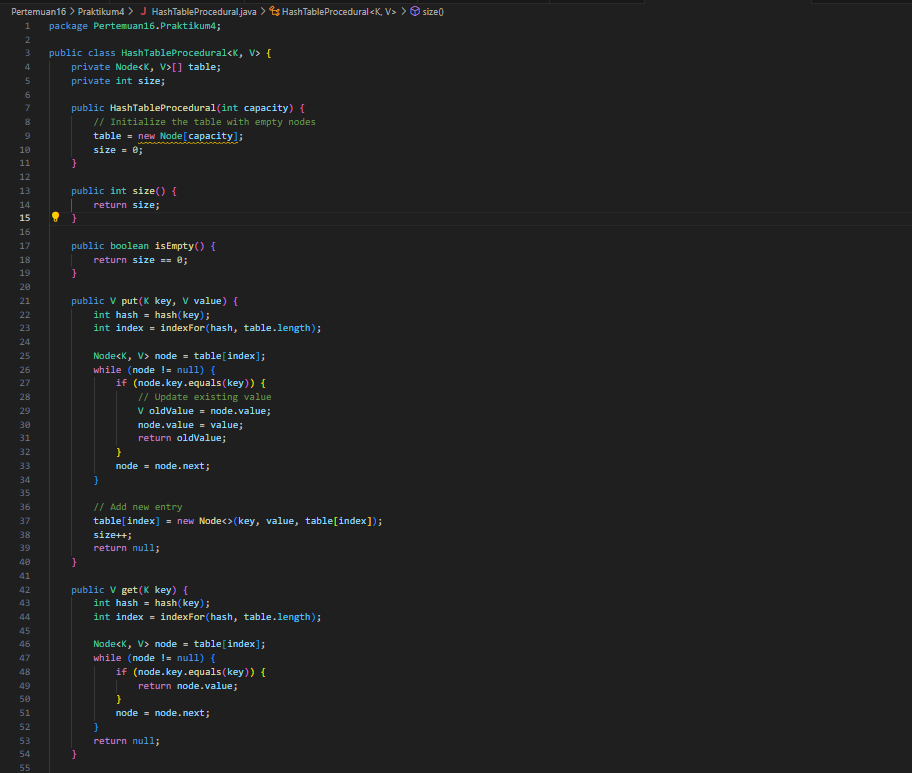 Pertemuan16 > Praktikum4 > J HashTableProcedural.java > HashTableProcedural<K, V> > size()
1 package Pertemuan16.Praktikum4;
2
3 public class HashTableProcedural<K, V> {
4     private Node<K, V>[] table;
5     private int size;
6
7     public HashTableProcedural(int capacity) {
8         // Initialize the table with empty nodes
9         table = new Node[capacity];
10         size = 0;
11     }
12
13     public int size() {
14         return size;
15     }
16
17     public boolean isEmpty() {
18         return size == 0;
19     }
20
21     public V put(K key, V value) {
22         int hash = hash(key);
23         int index = indexFor(hash, table.length);
24
25         Node<K, V> node = table[index];
26         while (node != null) {
27             if (node.key.equals(key)) {
28                 // Update existing value
29                 V oldValue = node.value;
30                 node.value = value;
31                 return oldValue;
32             }
33             node = node.next;
34         }
35
36         // Add new entry
37         table[index] = new Node<>(key, value, table[index]);
38         size++;
39         return null;
40     }
41
42     public V get(K key) {
43         int hash = hash(key);
44         int index = indexFor(hash, table.length);
45
46         Node<K, V> node = table[index];
47         while (node != null) {
48             if (node.key.equals(key)) {
49                 return node.value;
50             }
51             node = node.next;
52         }
53         return null;
54     }
55